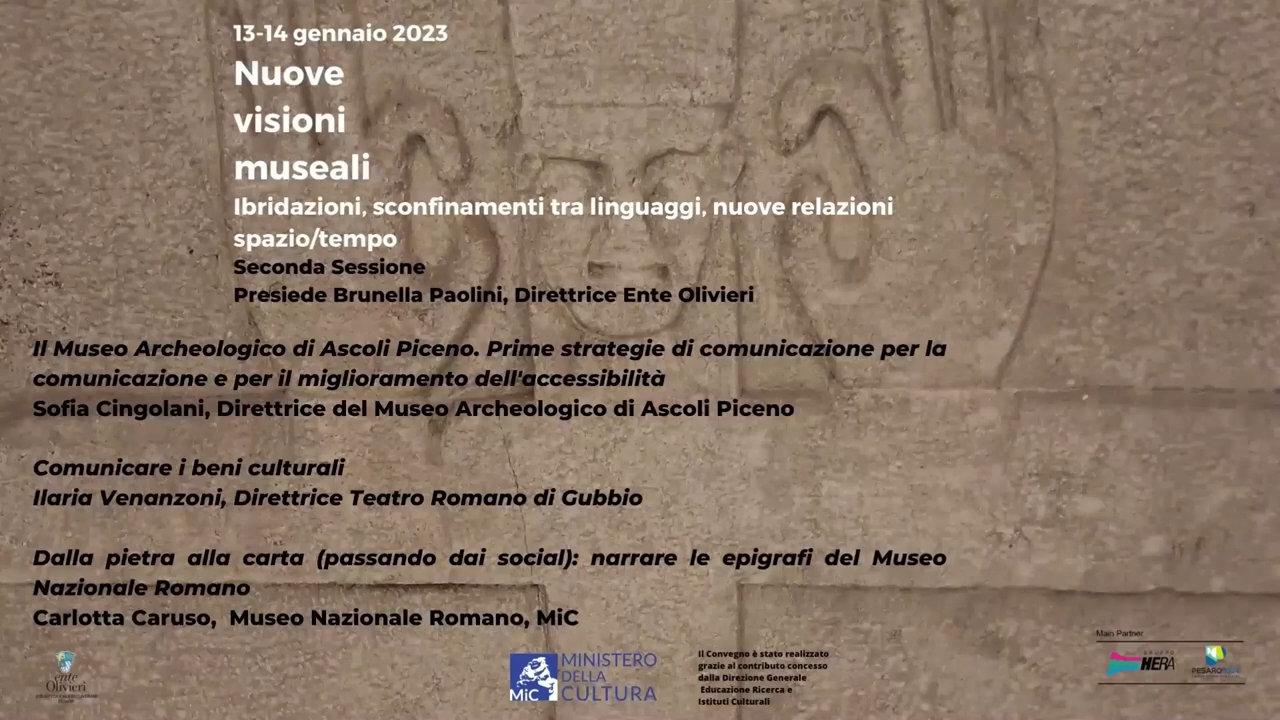 13-14 gennaio 2023
Nuove
visioni
museali
Ibridazioni, sconfinamenti tra linguaggi, nuove relazioni
spazio/tempo
Seconda Sessione
Presiede Brunella Paolini, Direttrice Ente Olivieri
Il Museo Archeologico di Ascoli Piceno. Prime strategie di comunicazione per la
comunicazione e per il miglioramento dell'accessibilità
Sofia Cingolani, Direttrice del Museo Archeologico di Ascoli Piceno
Comunicare i beni culturali
Ilaria Venanzoni, Direttrice Teatro Romano di Gubbio
Dalla pietra alla carta (passando dai social): narrare le epigrafi del Museo
Nazionale Romano
Carlotta Caruso, Museo Nazionale Romano, MiC
ente
Olivieri
MiC
MINISTERO
DELLA
CULTURA
Il Convegno è stato realizzato
grazie al contributo concesso
dalla Direzione Generale
Educazione Ricerca e
Istituti Culturali
Main Partner
GRUPPO
HERA